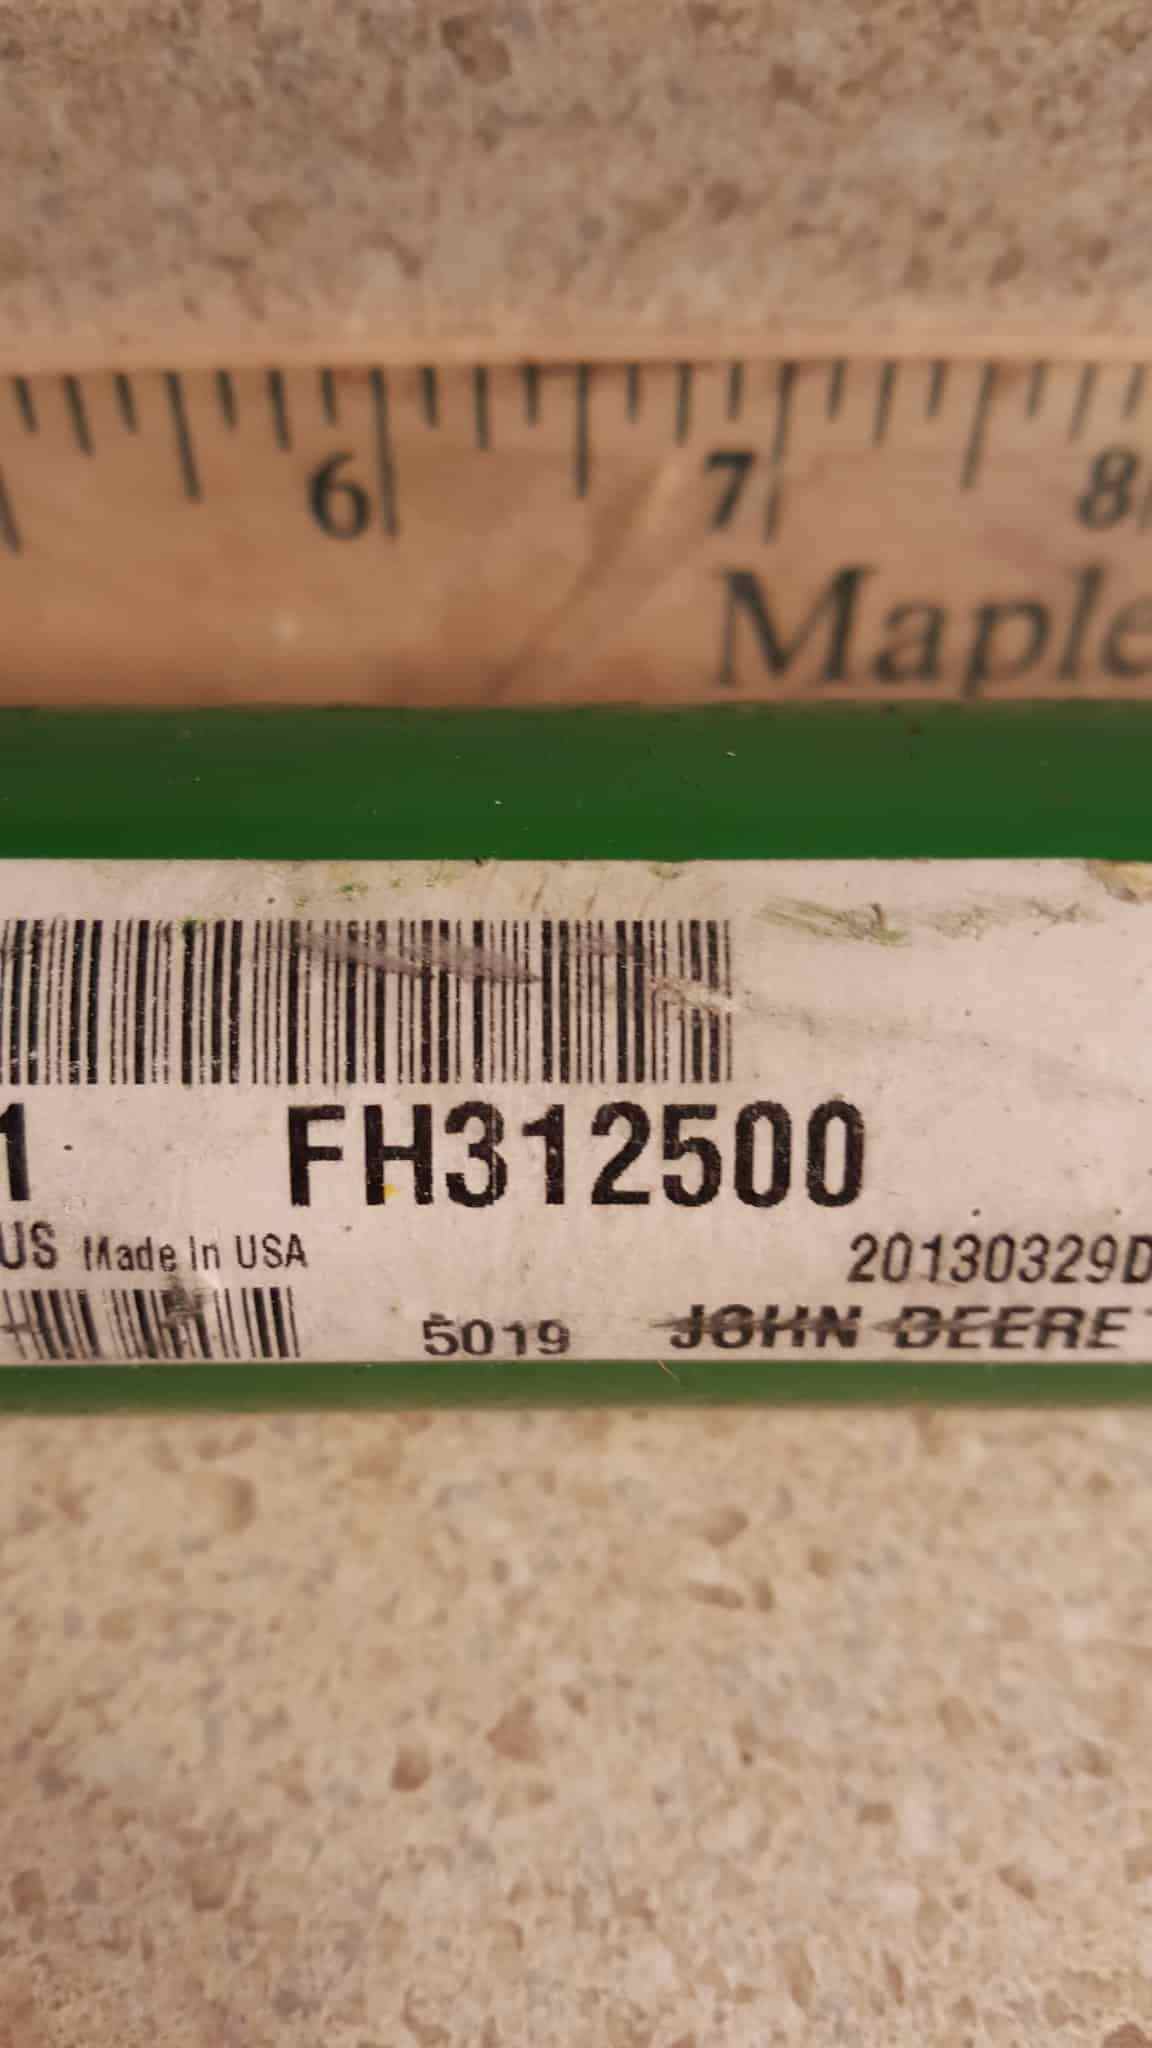 6 7 8
Maple
1 FH312500
US Made In USA 20130329D
5019 JOHN DEERE